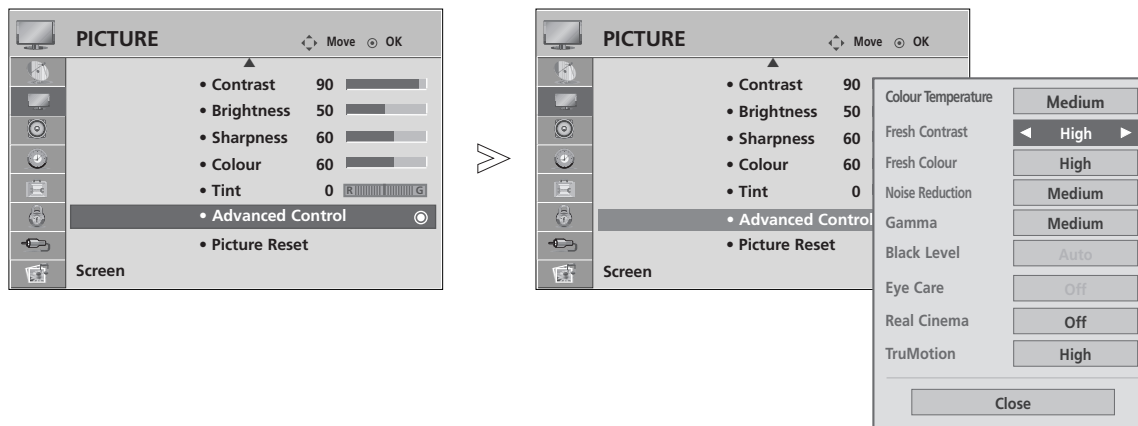 PICTURE
Move OK
• Contrast 90
• Brightness 50
• Sharpness 60
• Colour 60
• Tint 0 R G
• Advanced Control
• Picture Reset
Screen
PICTURE
Move OK
• Contrast 90
• Brightness 50
• Sharpness 60
• Colour 60
• Tint 0
• Advanced Control
• Picture Reset
Screen
Colour Temperature Medium
Fresh Contrast ◀ High ▶
Fresh Colour High
Noise Reduction Medium
Gamma Medium
Black Level Auto
Eye Care Off
Real Cinema Off
TruMotion High
Close